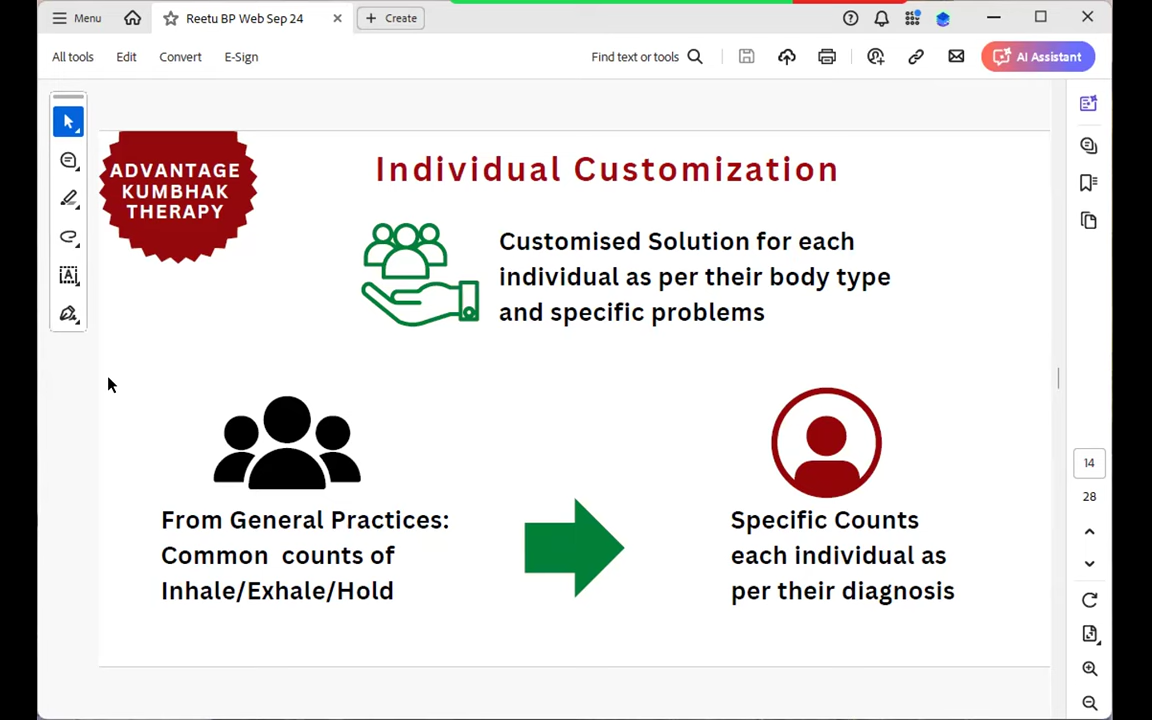 Menu
Reetu BP Web Sep 24
Create
All tools
Edit
Convert
E-Sign
Find text or tools
AI Assistant
ADVANTAGE
KUMBHAK
THERAPY
Individual Customization
Customised Solution for each
individual as per their body type
and specific problems
From General Practices:
Common counts of
Inhale/Exhale/Hold
Specific Counts
each individual as
per their diagnosis
14
28